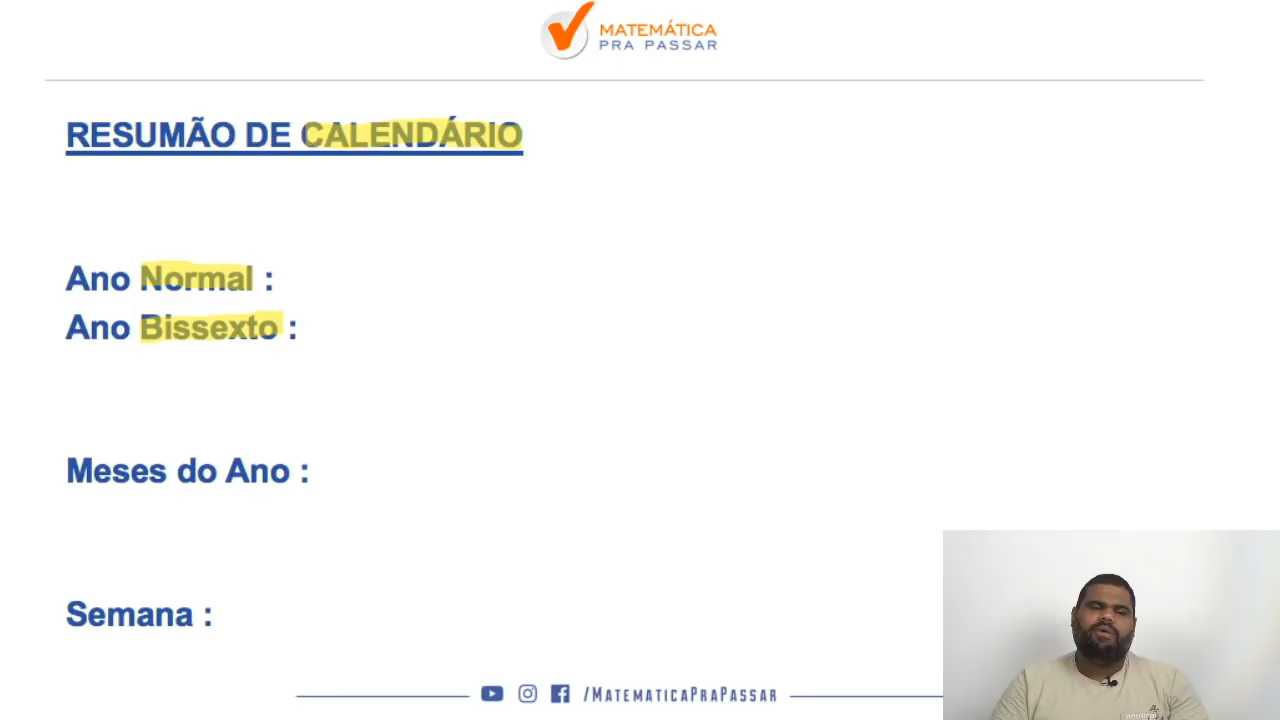 MATEMÁTICA
PRA PASSAR
RESUMÃO DE CALENDÁRIO
Ano Normal :
Ano Bissexto :
Meses do Ano :
Semana :
/MATEMATICAPRAPASSAR